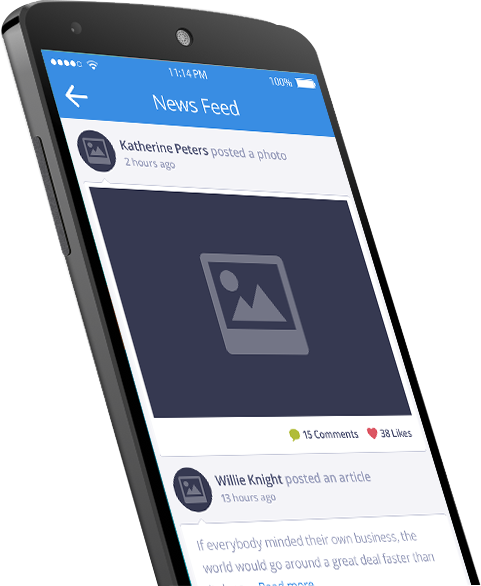 11:14 PM
100%
News Feed
Katherine Peters posted a photo
2 hours ago
15 Comments 38 Likes
Willie Knight posted an article
13 hours ago
If everybody minded their own business, the
world would go around a great deal faster than
Read more